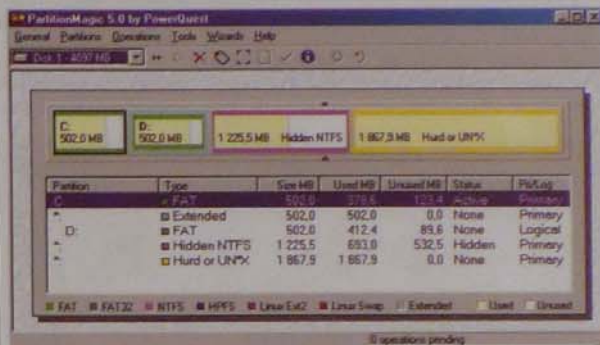 PartitionMagic 5.0 by PowerQuest
General Partitions Operations Tools Wizards Help
Disk 1 - 4097 MB
C: D:
502,0 MB 502,0 MB 1 225,5 MB Hidden NTFS 1 867,9 MB Hurd or UN*X
Partition Type Size MB Used MB Unused MB Status Pri/Log
C: FAT 502,0 378,6 123,4 Active Primary
*: Extended 502,0 502,0 0,0 None Primary
D: FAT 502,0 412,4 89,6 None Logical
*: Hidden NTFS 1 225,5 693,0 532,5 Hidden Primary
*: Hurd or UN*X 1 867,9 1 867,9 0,0 None Primary
FAT FAT32 NTFS HPFS Linux Ext2 Linux Swap Extended Used Unused
0 operations pending